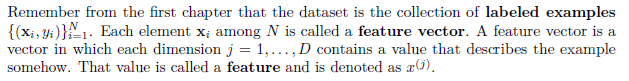 Remember from the first chapter that the dataset is the collection of labeled examples
{(xᵢ, yᵢ)}ᵢ₌₁ᴺ. Each element xᵢ among N is called a feature vector. A feature vector is a
vector in which each dimension j = 1, . . . , D contains a value that describes the example
somehow. That value is called a feature and is denoted as x⁽ʲ⁾.